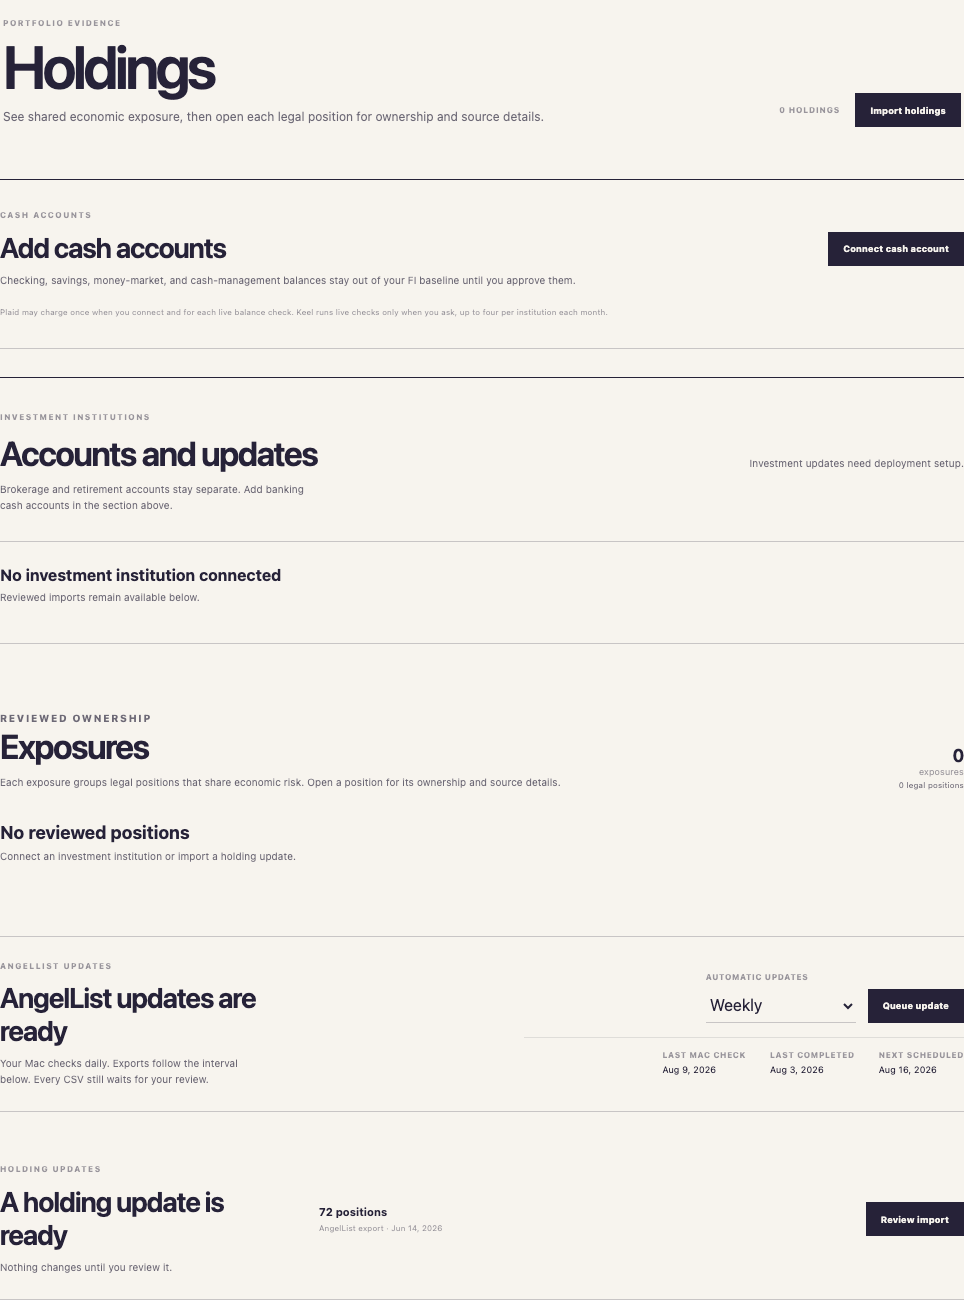 PORTFOLIO EVIDENCE
Holdings
See shared economic exposure, then open each legal position for ownership and source details.
0 HOLDINGS
Import holdings
CASH ACCOUNTS
Add cash accounts
Connect cash account
Checking, savings, money-market, and cash-management balances stay out of your FI baseline until you approve them.
Plaid may charge once when you connect and for each live balance check. Keel runs live checks only when you ask, up to four per institution each month.
INVESTMENT INSTITUTIONS
Accounts and updates
Investment updates need deployment setup.
Brokerage and retirement accounts stay separate. Add banking
cash accounts in the section above.
No investment institution connected
Reviewed imports remain available below.
REVIEWED OWNERSHIP
Exposures
Each exposure groups legal positions that share economic risk. Open a position for its ownership and source details.
0
exposures
0 legal positions
No reviewed positions
Connect an investment institution or import a holding update.
ANGELLIST UPDATES
AngelList updates are
ready
Your Mac checks daily. Exports follow the interval
below. Every CSV still waits for your review.
AUTOMATIC UPDATES
Weekly
Queue update
LAST MAC CHECK
Aug 9, 2026
LAST COMPLETED
Aug 3, 2026
NEXT SCHEDULED
Aug 16, 2026
HOLDING UPDATES
A holding update is
ready
Nothing changes until you review it.
72 positions
AngelList export · Jun 14, 2026
Review import